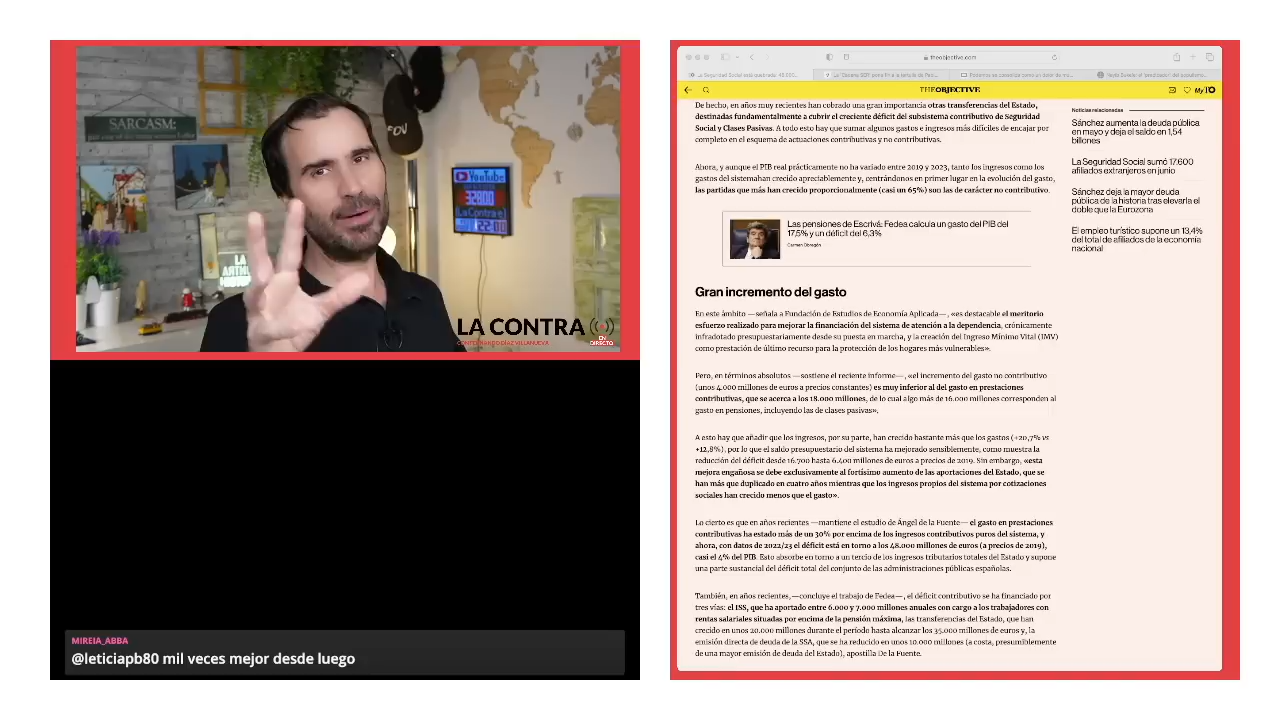 SARCASM:
FOV
YouTube
32800
La Contra el
22:00
LA CONTRA
EN
DIRECTO
CON FERNANDO DÍAZ VILLANUEVA
MIREIA_ABBA
@leticiapb80 mil veces mejor desde luego
theobjective.com
THEOBJECTIVE
My
De hecho, en años muy recientes han cobrado una gran importancia otras transferencias del Estado,
destinadas fundamentalmente a cubrir el creciente déficit del subsistema contributivo de Seguridad
Social y Clases Pasivas. A todo esto hay que sumar algunos gastos e ingresos más difíciles de encajar por
completo en el esquema de actuaciones contributivas y no contributivas.
Ahora, y aunque el PIB real prácticamente no ha variado entre 2019 y 2023, tanto los ingresos como los
gastos del sistemahan crecido apreciablemente y, centrándonos en primer lugar en la evolución del gasto,
las partidas que más han crecido proporcionalmente (casi un 65%) son las de carácter no contributivo.
Las pensiones de Escrivá: Fedea calcula un gasto del PIB del
17,5% y un déficit del 6,3%
Carmen Obregón
Gran incremento del gasto
En este ámbito —señala a Fundación de Estudios de Economía Aplicada—, «es destacable el meritorio
esfuerzo realizado para mejorar la financiación del sistema de atención a la dependencia, crónicamente
infradotado presupuestariamente desde su puesta en marcha, y la creación del Ingreso Mínimo Vital (IMV)
como prestación de último recurso para la protección de los hogares más vulnerables».
Pero, en términos absolutos —sostiene el reciente informe—, «el incremento del gasto no contributivo
(unos 4.000 millones de euros a precios constantes) es muy inferior al del gasto en prestaciones
contributivas, que se acerca a los 18.000 millones, de lo cual algo más de 16.000 millones corresponden al
gasto en pensiones, incluyendo las de clases pasivas».
A esto hay que añadir que los ingresos, por su parte, han crecido bastante más que los gastos (+20,7% vs
+12,8%), por lo que el saldo presupuestario del sistema ha mejorado sensiblemente, como muestra la
reducción del déficit desde 16.700 hasta 6.400 millones de euros a precios de 2019. Sin embargo, «esta
mejora engañosa se debe exclusivamente al fortísimo aumento de las aportaciones del Estado, que se
han más que duplicado en cuatro años mientras que los ingresos propios del sistema por cotizaciones
sociales han crecido menos que el gasto».
Lo cierto es que en años recientes —mantiene el estudio de Ángel de la Fuente— el gasto en prestaciones
contributivas ha estado más de un 30% por encima de los ingresos contributivos puros del sistema, y
ahora, con datos de 2022/23 el déficit está en torno a los 48.000 millones de euros (a precios de 2019),
casi el 4% del PIB. Esto absorbe en torno a un tercio de los ingresos tributarios totales del Estado y supone
una parte sustancial del déficit total del conjunto de las administraciones públicas españolas.
También, en años recientes,—concluye el trabajo de Fedea—, el déficit contributivo se ha financiado por
tres vías: el ISS, que ha aportado entre 6.000 y 7.000 millones anuales con cargo a los trabajadores con
rentas salariales situadas por encima de la pensión máxima, las transferencias del Estado, que han
crecido en unos 20.000 millones durante el período hasta alcanzar los 35.000 millones de euros y, la
emisión directa de deuda de la SSA, que se ha reducido en unos 10.000 millones (a costa, presumiblemente
de una mayor emisión de deuda del Estado), apostilla De la Fuente.
Noticias relacionadas
Sánchez aumenta la deuda pública
en mayo y deja el saldo en 1,54
billones
La Seguridad Social sumó 17.600
afiliados extranjeros en junio
Sánchez deja la mayor deuda
pública de la historia tras elevarla el
doble que la Eurozona
El empleo turístico supone un 13,4%
del total de afiliados de la economía
nacional